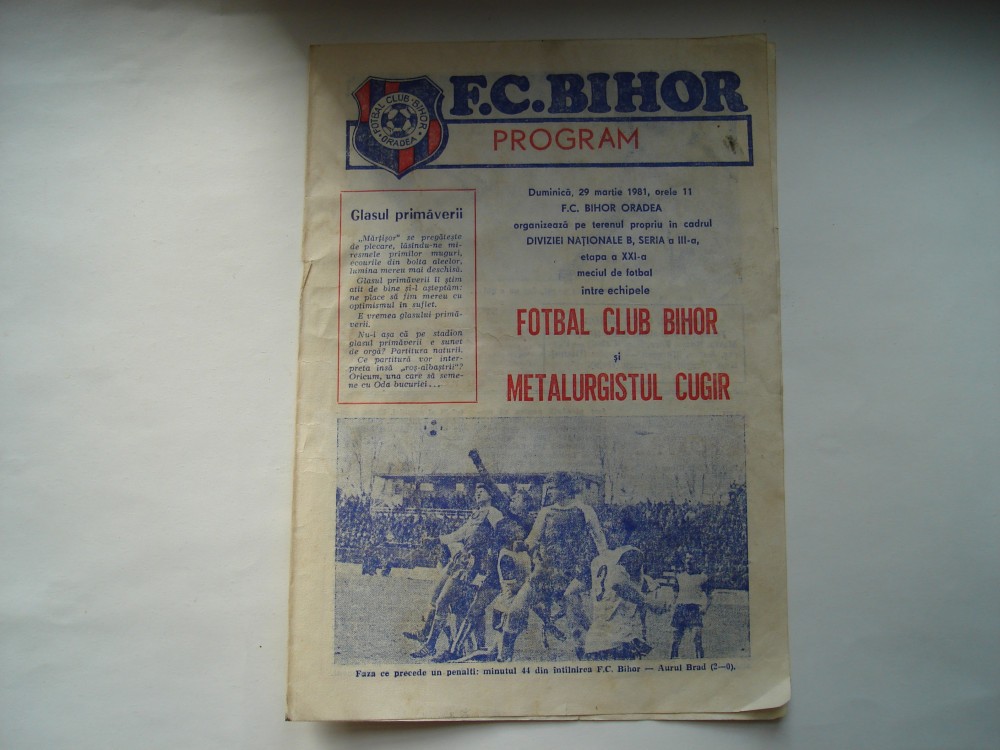 FOTBAL CLUB BIHOR
ORADEA
F.C. BIHOR
PROGRAM
Glasul primăverii
„Mărțișor" se pregătește
de plecare, lăsîndu-ne mi-
resmele primilor muguri,
ecourile din bolta aleelor,
lumina mereu mai deschisă.
Glasul primăverii îl știm
atît de bine și-l așteptăm:
ne place să fim mereu cu
optimismul în suflet.
E vremea glasului primă-
verii.
Nu-i așa că pe stadion
glasul primăverii e sunet
de orgă? Partitura naturii.
Ce partitură vor inter-
preta însă „roș-albaștrii"?
Oricum, una care să seme-
ne cu Oda bucuriei...
Duminică, 29 martie 1981, orele 11
F.C. BIHOR ORADEA
organizează pe terenul propriu în cadrul
DIVIZIEI NAȚIONALE B, SERIA a III-a,
etapa a XXI-a
meciul de fotbal
între echipele
FOTBAL CLUB BIHOR
și
METALURGISTUL CUGIR
3
Faza ce precede un penalti: minutul 44 din întîlnirea F.C. Bihor — Aurul Brad (2—0).